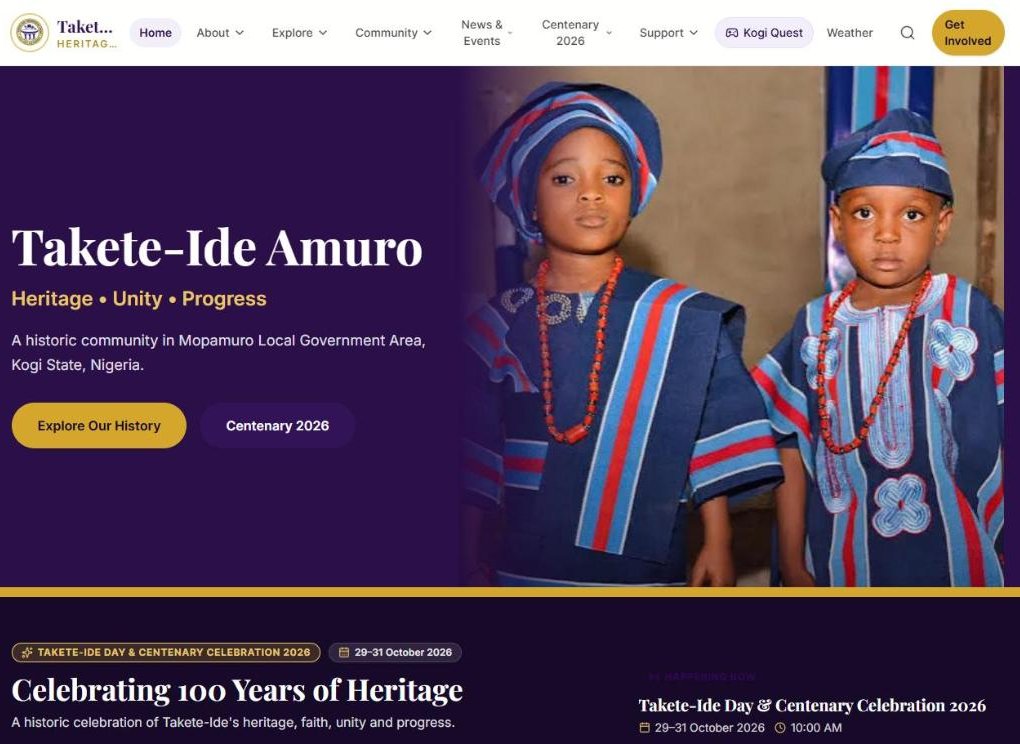 Taket...
HERITAG...
Home
About
Explore
Community
News &
Events
Centenary
2026
Support
Kogi Quest
Weather
Get
Involved
Takete-Ide Amuro
Heritage • Unity • Progress
A historic community in Mopamuro Local Government Area,
Kogi State, Nigeria.
Explore Our History
Centenary 2026
TAKETE-IDE DAY & CENTENARY CELEBRATION 2026
29–31 October 2026
Celebrating 100 Years of Heritage
A historic celebration of Takete-Ide's heritage, faith, unity and progress.
HAPPENING NOW
Takete-Ide Day & Centenary Celebration 2026
29–31 October 2026
10:00 AM